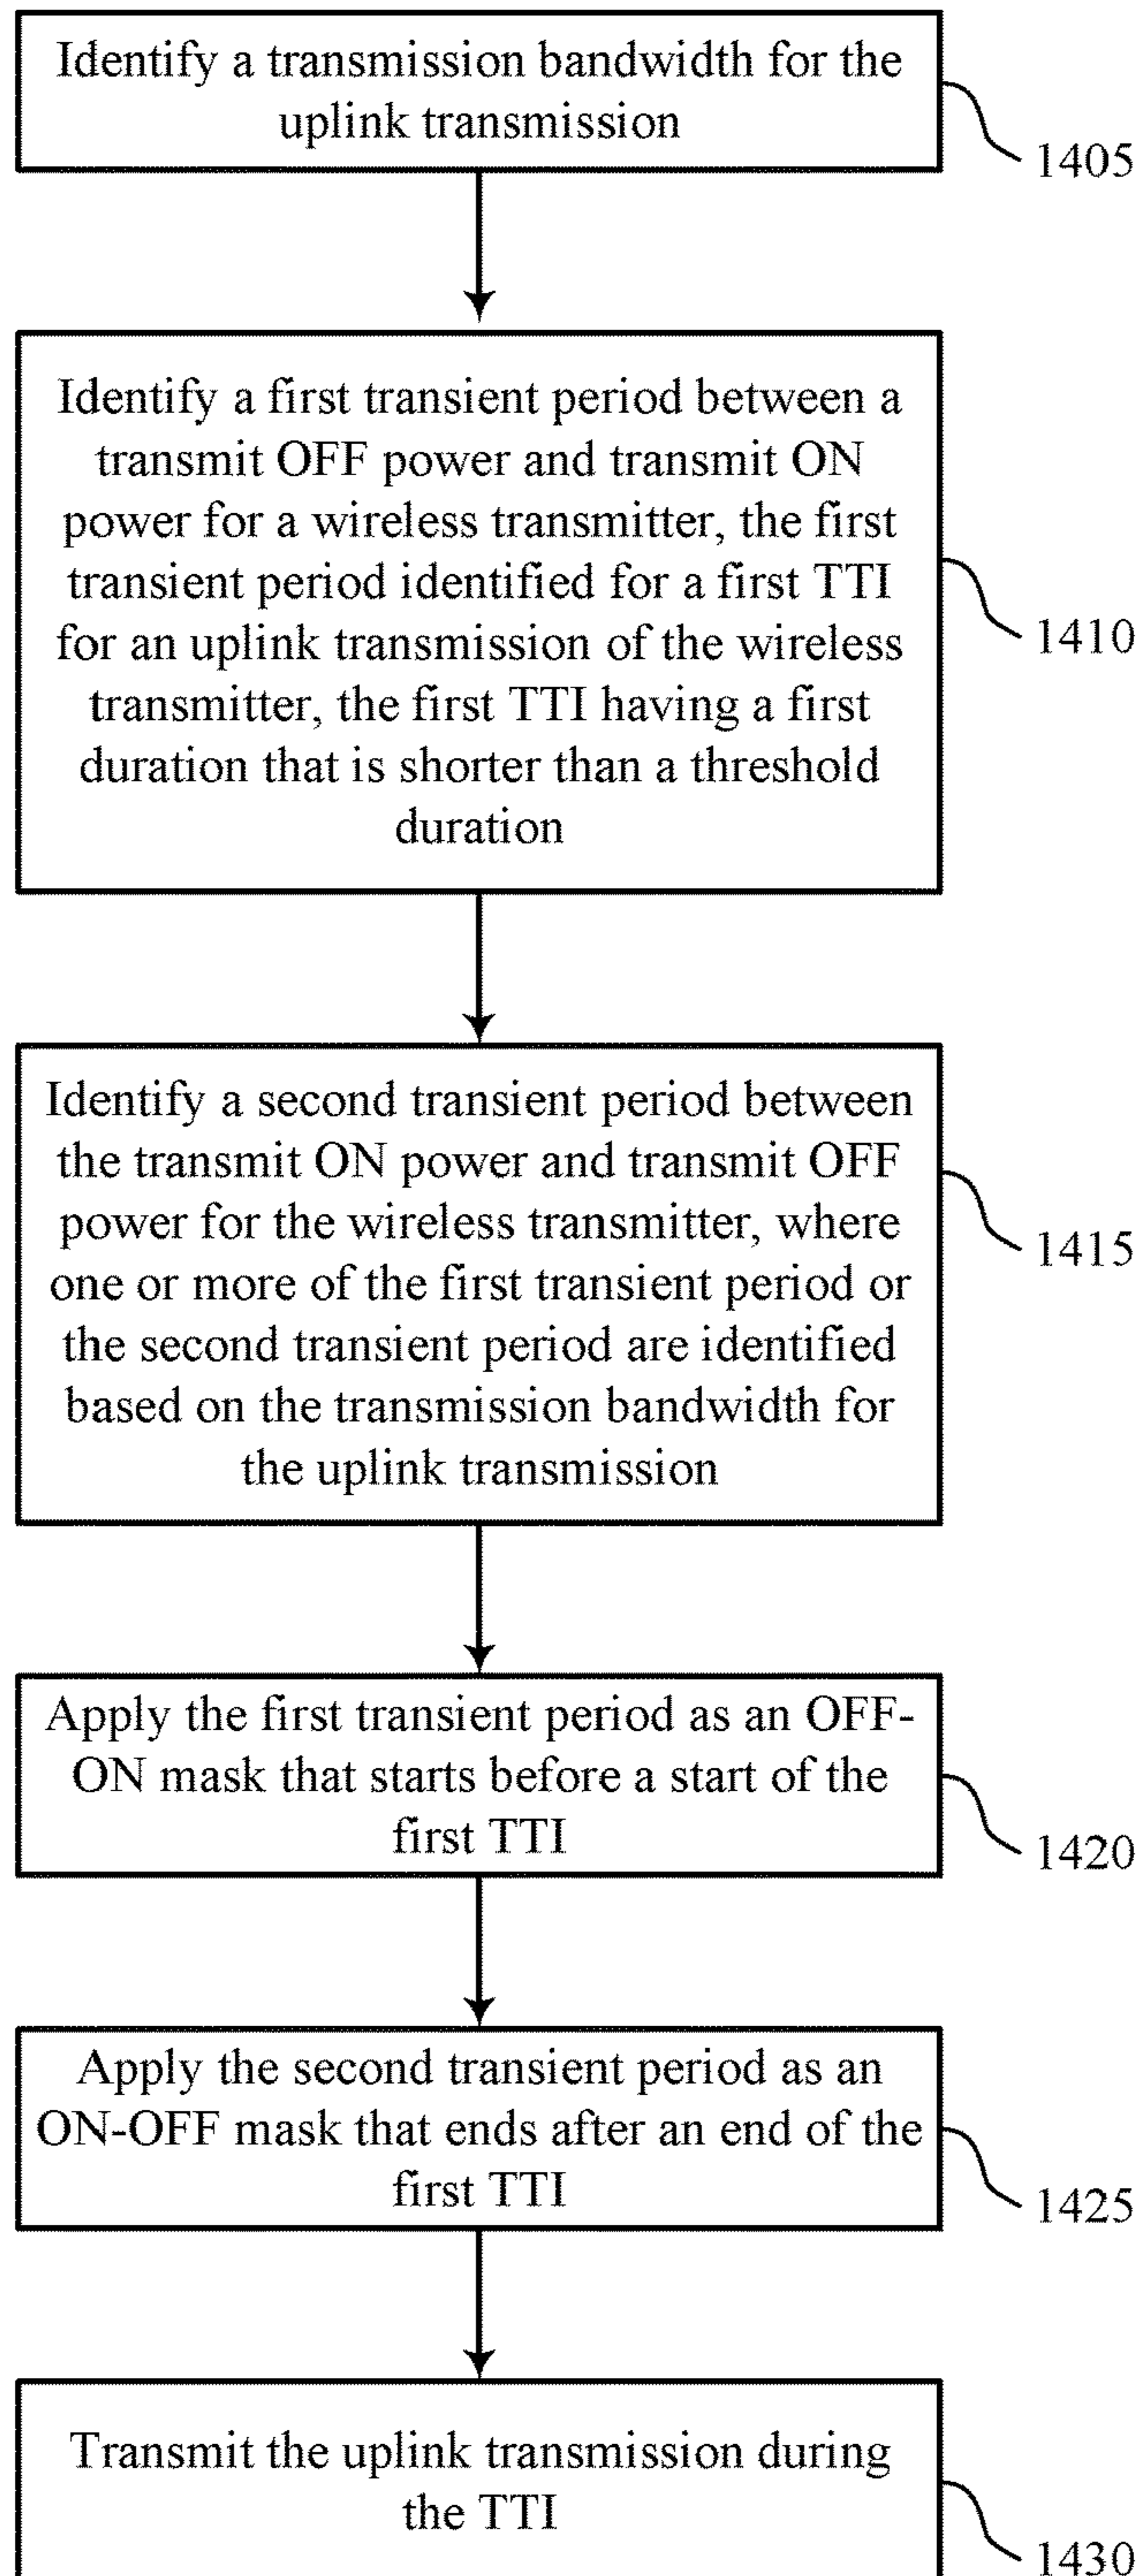 Identify a transmission bandwidth for the
uplink transmission
1405
Identify a first transient period between a
transmit OFF power and transmit ON
power for a wireless transmitter, the first
transient period identified for a first TTI
for an uplink transmission of the wireless
transmitter, the first TTI having a first
duration that is shorter than a threshold
duration
1410
Identify a second transient period between
the transmit ON power and transmit OFF
power for the wireless transmitter, where
one or more of the first transient period or
the second transient period are identified
based on the transmission bandwidth for
the uplink transmission
1415
Apply the first transient period as an OFF-
ON mask that starts before a start of the
first TTI
1420
Apply the second transient period as an
ON-OFF mask that ends after an end of the
first TTI
1425
Transmit the uplink transmission during
the TTI
1430